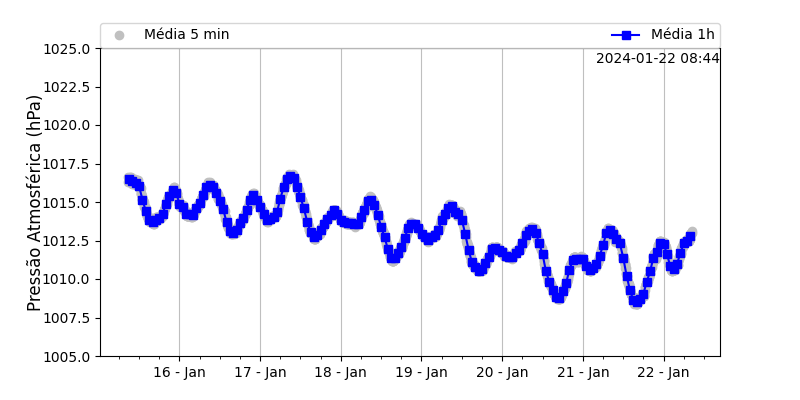 Média 5 min
Média 1h
2024-01-22 08:44
Pressão Atmosférica (hPa)
1025.0
1022.5
1020.0
1017.5
1015.0
1012.5
1010.0
1007.5
1005.0
16 - Jan
17 - Jan
18 - Jan
19 - Jan
20 - Jan
21 - Jan
22 - Jan